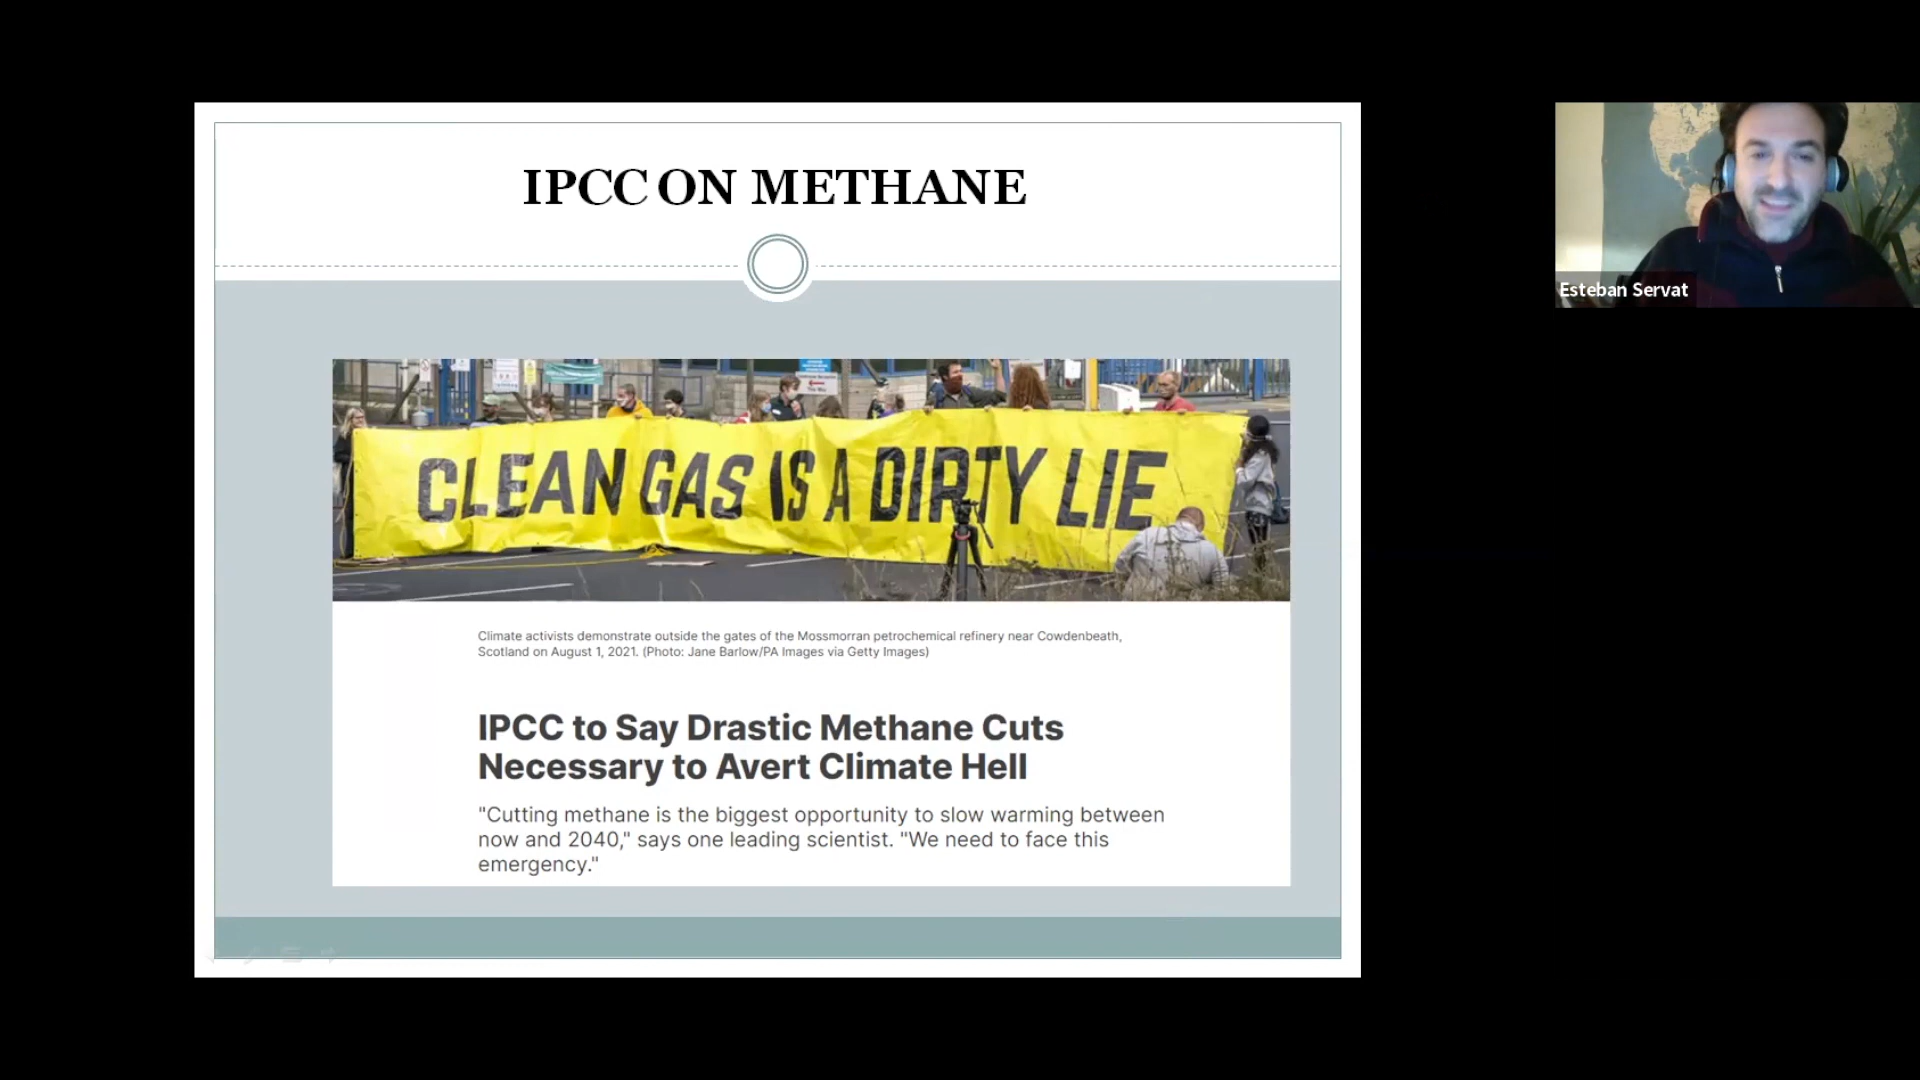 IPCC ON METHANE
Esteban Servat
CLEAN GAS IS A DIRTY LIE
Climate activists demonstrate outside the gates of the Mossmorran petrochemical refinery near Cowdenbeath,
Scotland on August 1, 2021. (Photo: Jane Barlow/PA Images via Getty Images)
IPCC to Say Drastic Methane Cuts
Necessary to Avert Climate Hell
"Cutting methane is the biggest opportunity to slow warming between
now and 2040," says one leading scientist. "We need to face this
emergency."